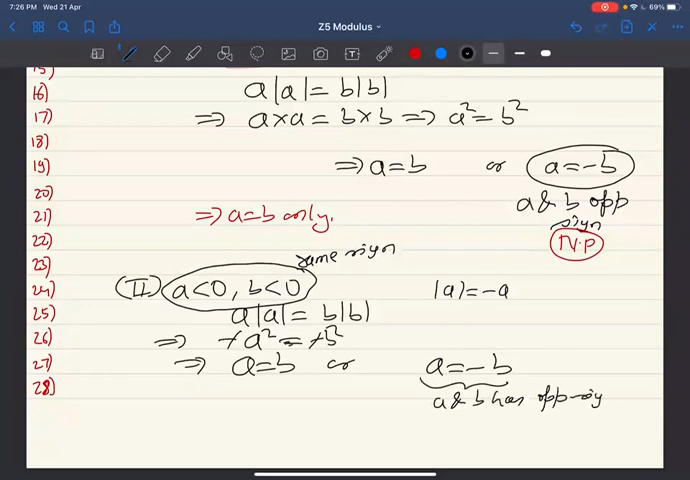 7:26 PM Wed 21 Apr
69%
Z5 Modulus
15)
16) a|a| = b|b|
17) ⇒ a×a = b×b ⇒ a² = b²
18)
19) ⇒ a=b or a=-b
20) a & b opp
21) ⇒ a=b only. sign
22) N.P
23) same sign
24) (II) a<0, b<0 |a|=-a
25) a|a| = b|b|
26) ⇒ -a² = -b²
27) ⇒ a=b or a=-b
28) a & b has opp sig